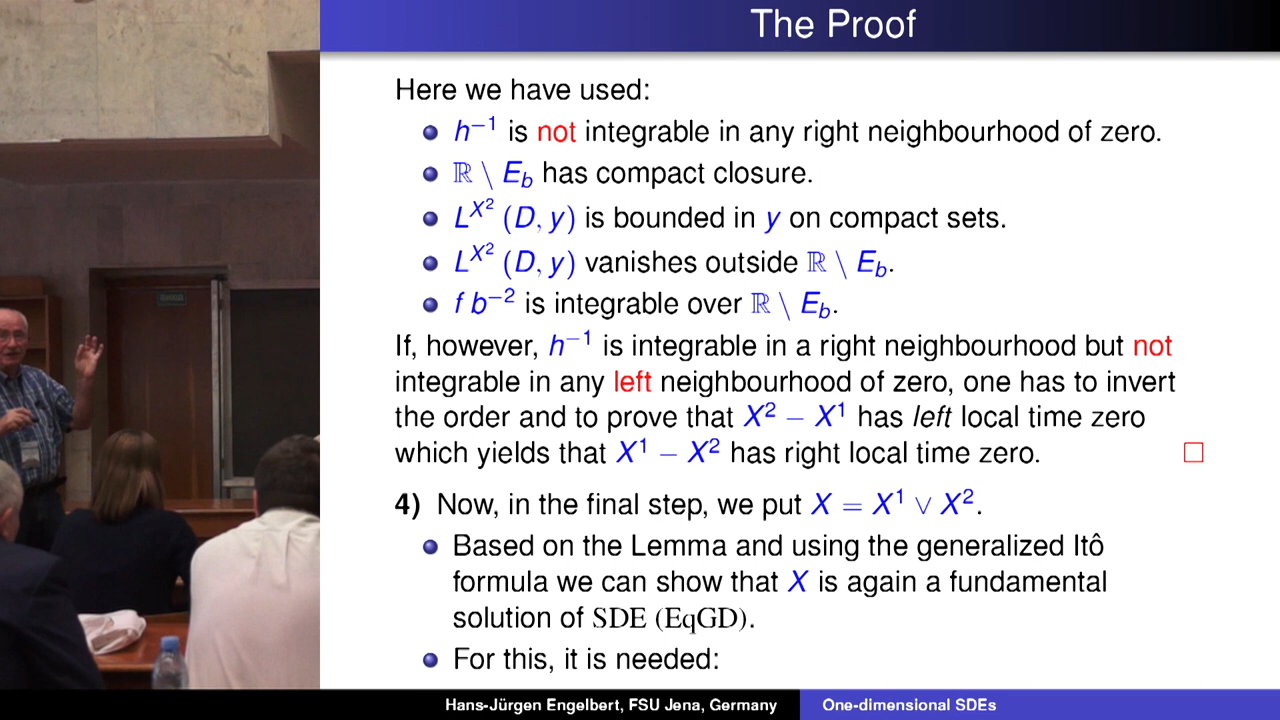 The Proof
Here we have used:
h⁻¹ is not integrable in any right neighbourhood of zero.
ℝ \ E_b has compact closure.
L^{X²} (D, y) is bounded in y on compact sets.
L^{X²} (D, y) vanishes outside ℝ \ E_b.
f b⁻² is integrable over ℝ \ E_b.
If, however, h⁻¹ is integrable in a right neighbourhood but not
integrable in any left neighbourhood of zero, one has to invert
the order and to prove that X² − X¹ has left local time zero
which yields that X¹ − X² has right local time zero.
4) Now, in the final step, we put X = X¹ ∨ X².
Based on the Lemma and using the generalized Itô
formula we can show that X is again a fundamental
solution of SDE (EqGD).
For this, it is needed:
Hans-Jürgen Engelbert, FSU Jena, Germany
One-dimensional SDEs